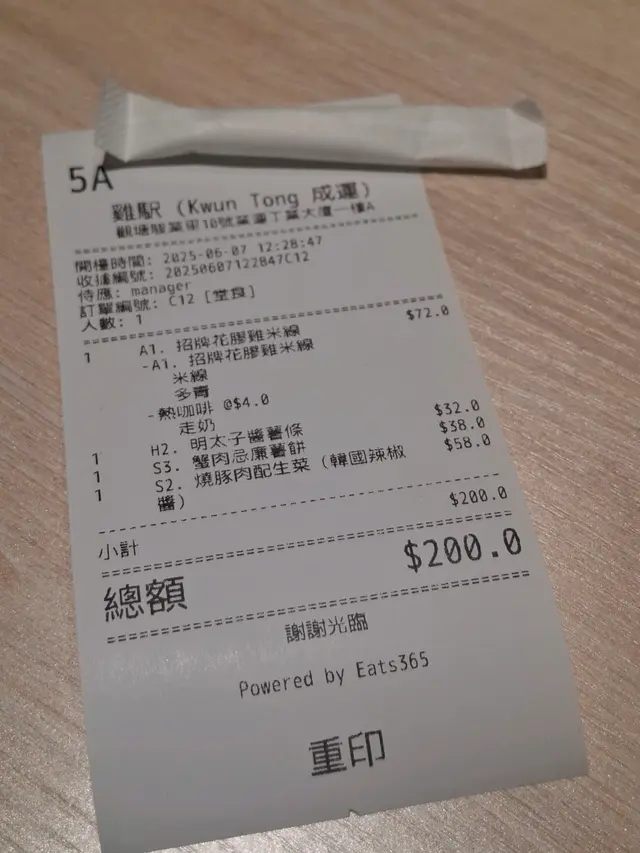 5A
雞駅 (Kwun Tong 成運)
觀塘駿業街10號業運工業大廈一樓A
開檯時間: 2025-06-07 12:28:47
收據編號: 20250607122847C12
侍應: manager
訂單編號: C12 [堂食]
人數: 1
1 A1. 招牌花膠雞米線 $72.0
-A1. 招牌花膠雞米線
米線
多青
-熱咖啡 @$4.0
走奶
1 H2. 明太子醬薯條 $32.0
1 S3. 蟹肉忌廉薯餅 $38.0
1 S2. 燒豚肉配生菜 (韓國辣椒 $58.0
醬)
小計 $200.0
總額 $200.0
謝謝光臨
Powered by Eats365
重印